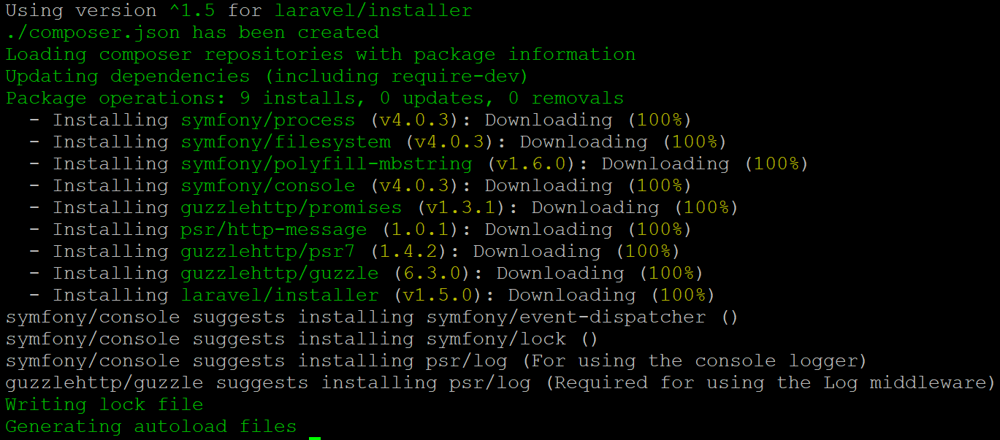 Using version ^1.5 for laravel/installer
./composer.json has been created
Loading composer repositories with package information
Updating dependencies (including require-dev)
Package operations: 9 installs, 0 updates, 0 removals
  - Installing symfony/process (v4.0.3): Downloading (100%)
  - Installing symfony/filesystem (v4.0.3): Downloading (100%)
  - Installing symfony/polyfill-mbstring (v1.6.0): Downloading (100%)
  - Installing symfony/console (v4.0.3): Downloading (100%)
  - Installing guzzlehttp/promises (v1.3.1): Downloading (100%)
  - Installing psr/http-message (1.0.1): Downloading (100%)
  - Installing guzzlehttp/psr7 (1.4.2): Downloading (100%)
  - Installing guzzlehttp/guzzle (6.3.0): Downloading (100%)
  - Installing laravel/installer (v1.5.0): Downloading (100%)
symfony/console suggests installing symfony/event-dispatcher ()
symfony/console suggests installing symfony/lock ()
symfony/console suggests installing psr/log (For using the console logger)
guzzlehttp/guzzle suggests installing psr/log (Required for using the Log middleware)
Writing lock file
Generating autoload files